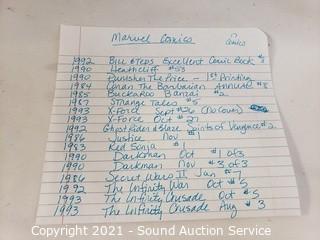 Marvel Comics
Comics
1992 Bill & Teds Excellent Comic Book #
1990 Heathcliff #53
1990 Punisher The Prize - 1st Printing
1984 Conan The Barbarian Annual #8
1985 Buckaroo Banzai #2
1987 Strange Tales #5
1993 X-Force Sept (No Cover)
1993 X-Force Oct #27
1992 Ghost Rider & Blaze Spirits of Vengence #2
1986 Justice Nov #1
1983 Red Sonja #1
1990 Darkman Oct #1 of 3
1990 Darkman Nov #3 of 3
1986 Secret Wars II Jan #7
1992 The Infinity War Oct #5
1993 The Infinity Crusade Oct #5
1993 The Infinity Crusade Aug #3
Copyright 2021 - Sound Auction Service